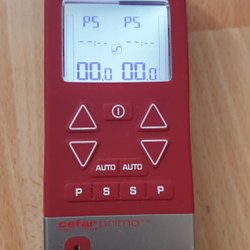 PS PS
--:-- --:--
00.0 00.0
AUTO AUTO
P S S P
cefar primo